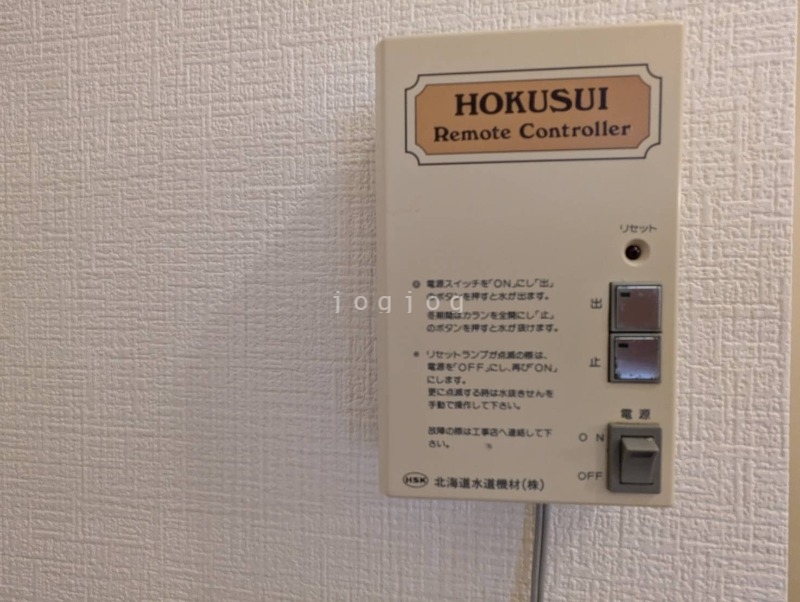 HOKUSUI
Remote Controller
リセット
◎ 電源スイッチを「ON」にし「出」
のボタンを押すと水が出ます。
冬期間はカランを全開にし「止」
のボタンを押すと水が抜けます。
出
止
* リセットランプが点滅の際は、
電源を「OFF」にし、再び「ON」
にします。
更に点滅する時は水抜きせんを
手動で操作して下さい。
故障の際は工事店へ連絡して下
さい。
電源
ON
OFF
HSK 北海道水道機材(株)
jogjog